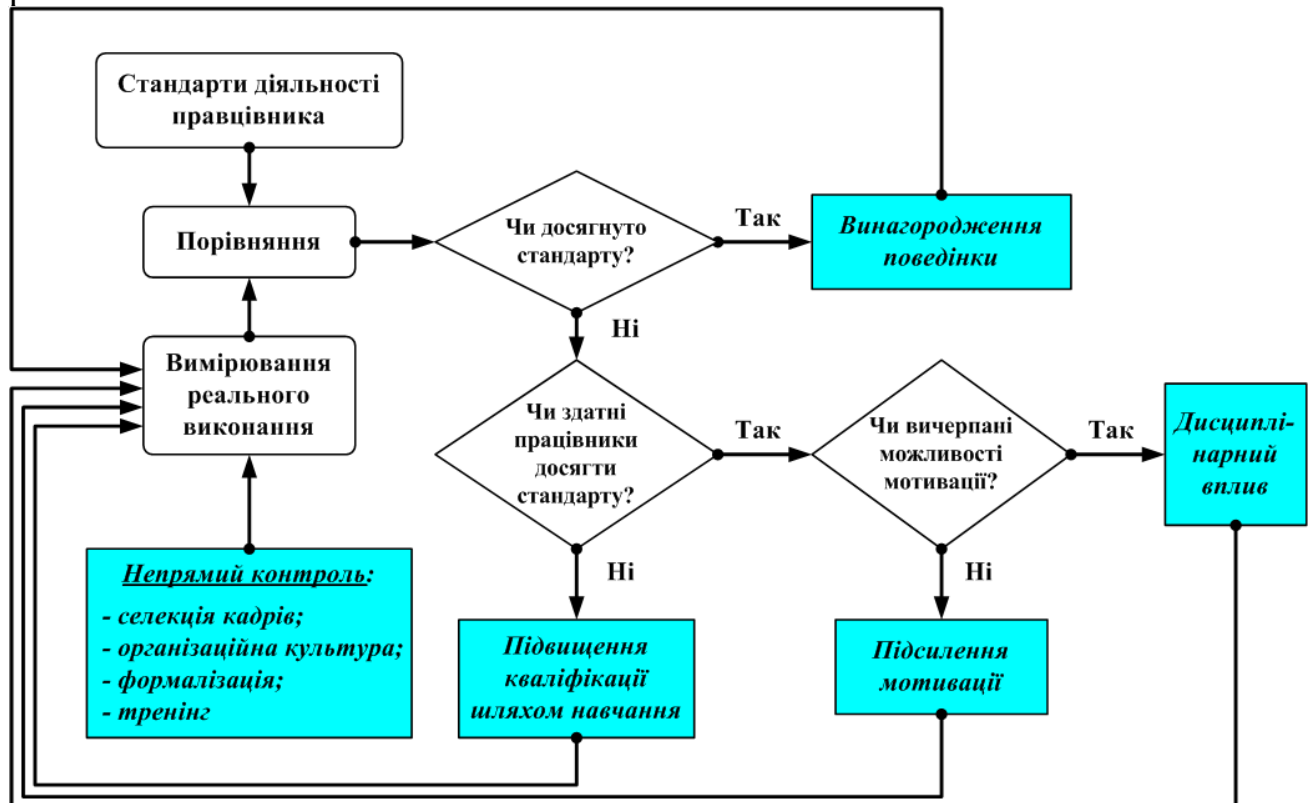 Стандарти діяльності
правцівника
Порівняння
Чи досягнуто
стандарту?
Так
Винагородження
поведінки
Ні
Вимірювання
реального
виконання
Чи здатні
працівники
досягти
стандарту?
Так
Чи вичерпані
можливості
мотивації?
Так
Дисциплі-
нарний
вплив
Непрямий контроль:
- селекція кадрів;
- організаційна культура;
- формалізація;
- тренінг
Ні
Підвищення
кваліфікації
шляхом навчання
Ні
Підсилення
мотивації